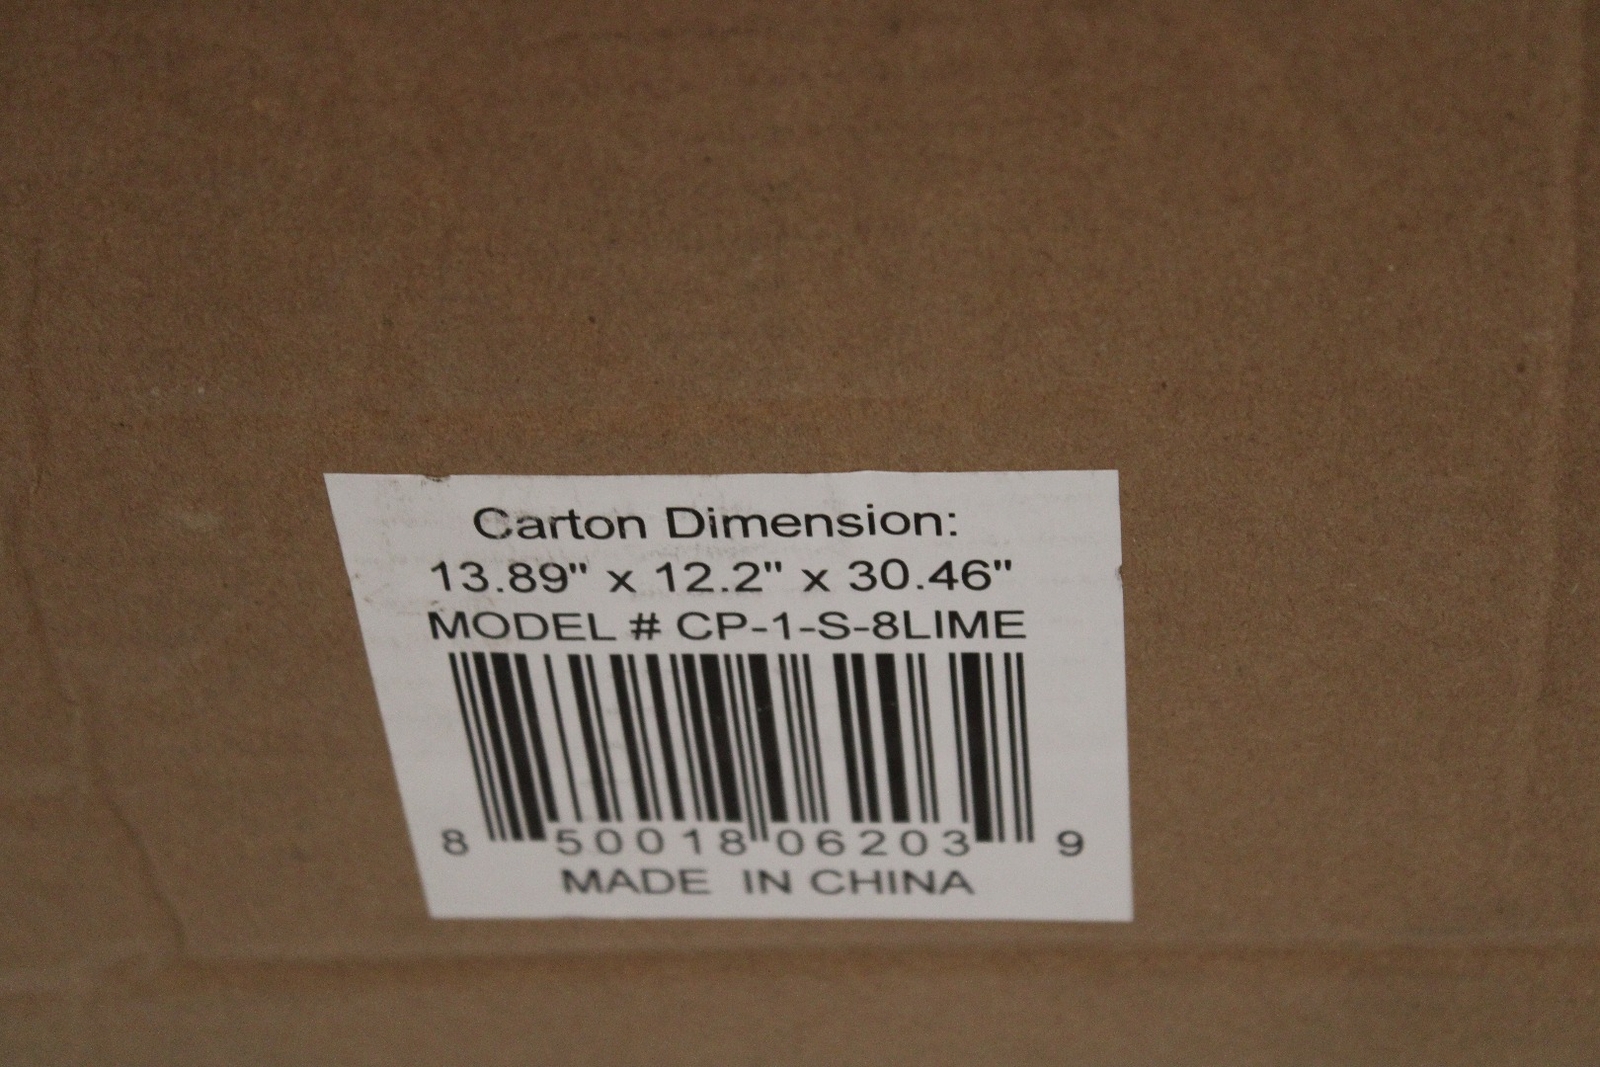 Carton Dimension:
13.89" x 12.2" x 30.46"
MODEL # CP-1-S-8LIME
8 50018 06203 9
MADE IN CHINA